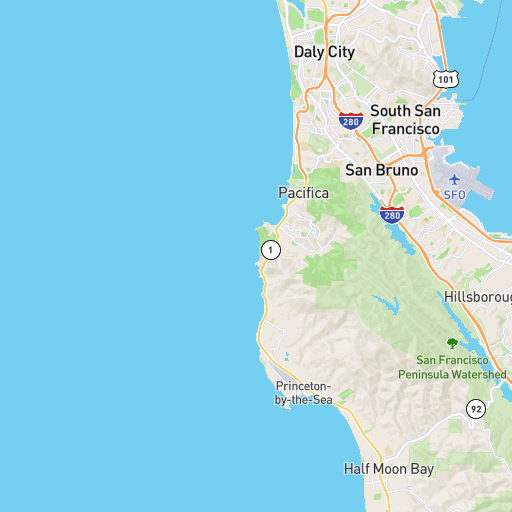 Daly City
101
South San
Francisco
280
San Bruno
SFO
Pacifica
280
1
Hillsboroug
San Francisco
Peninsula Watershed
Princeton-
by-the-Sea
92
Half Moon Bay